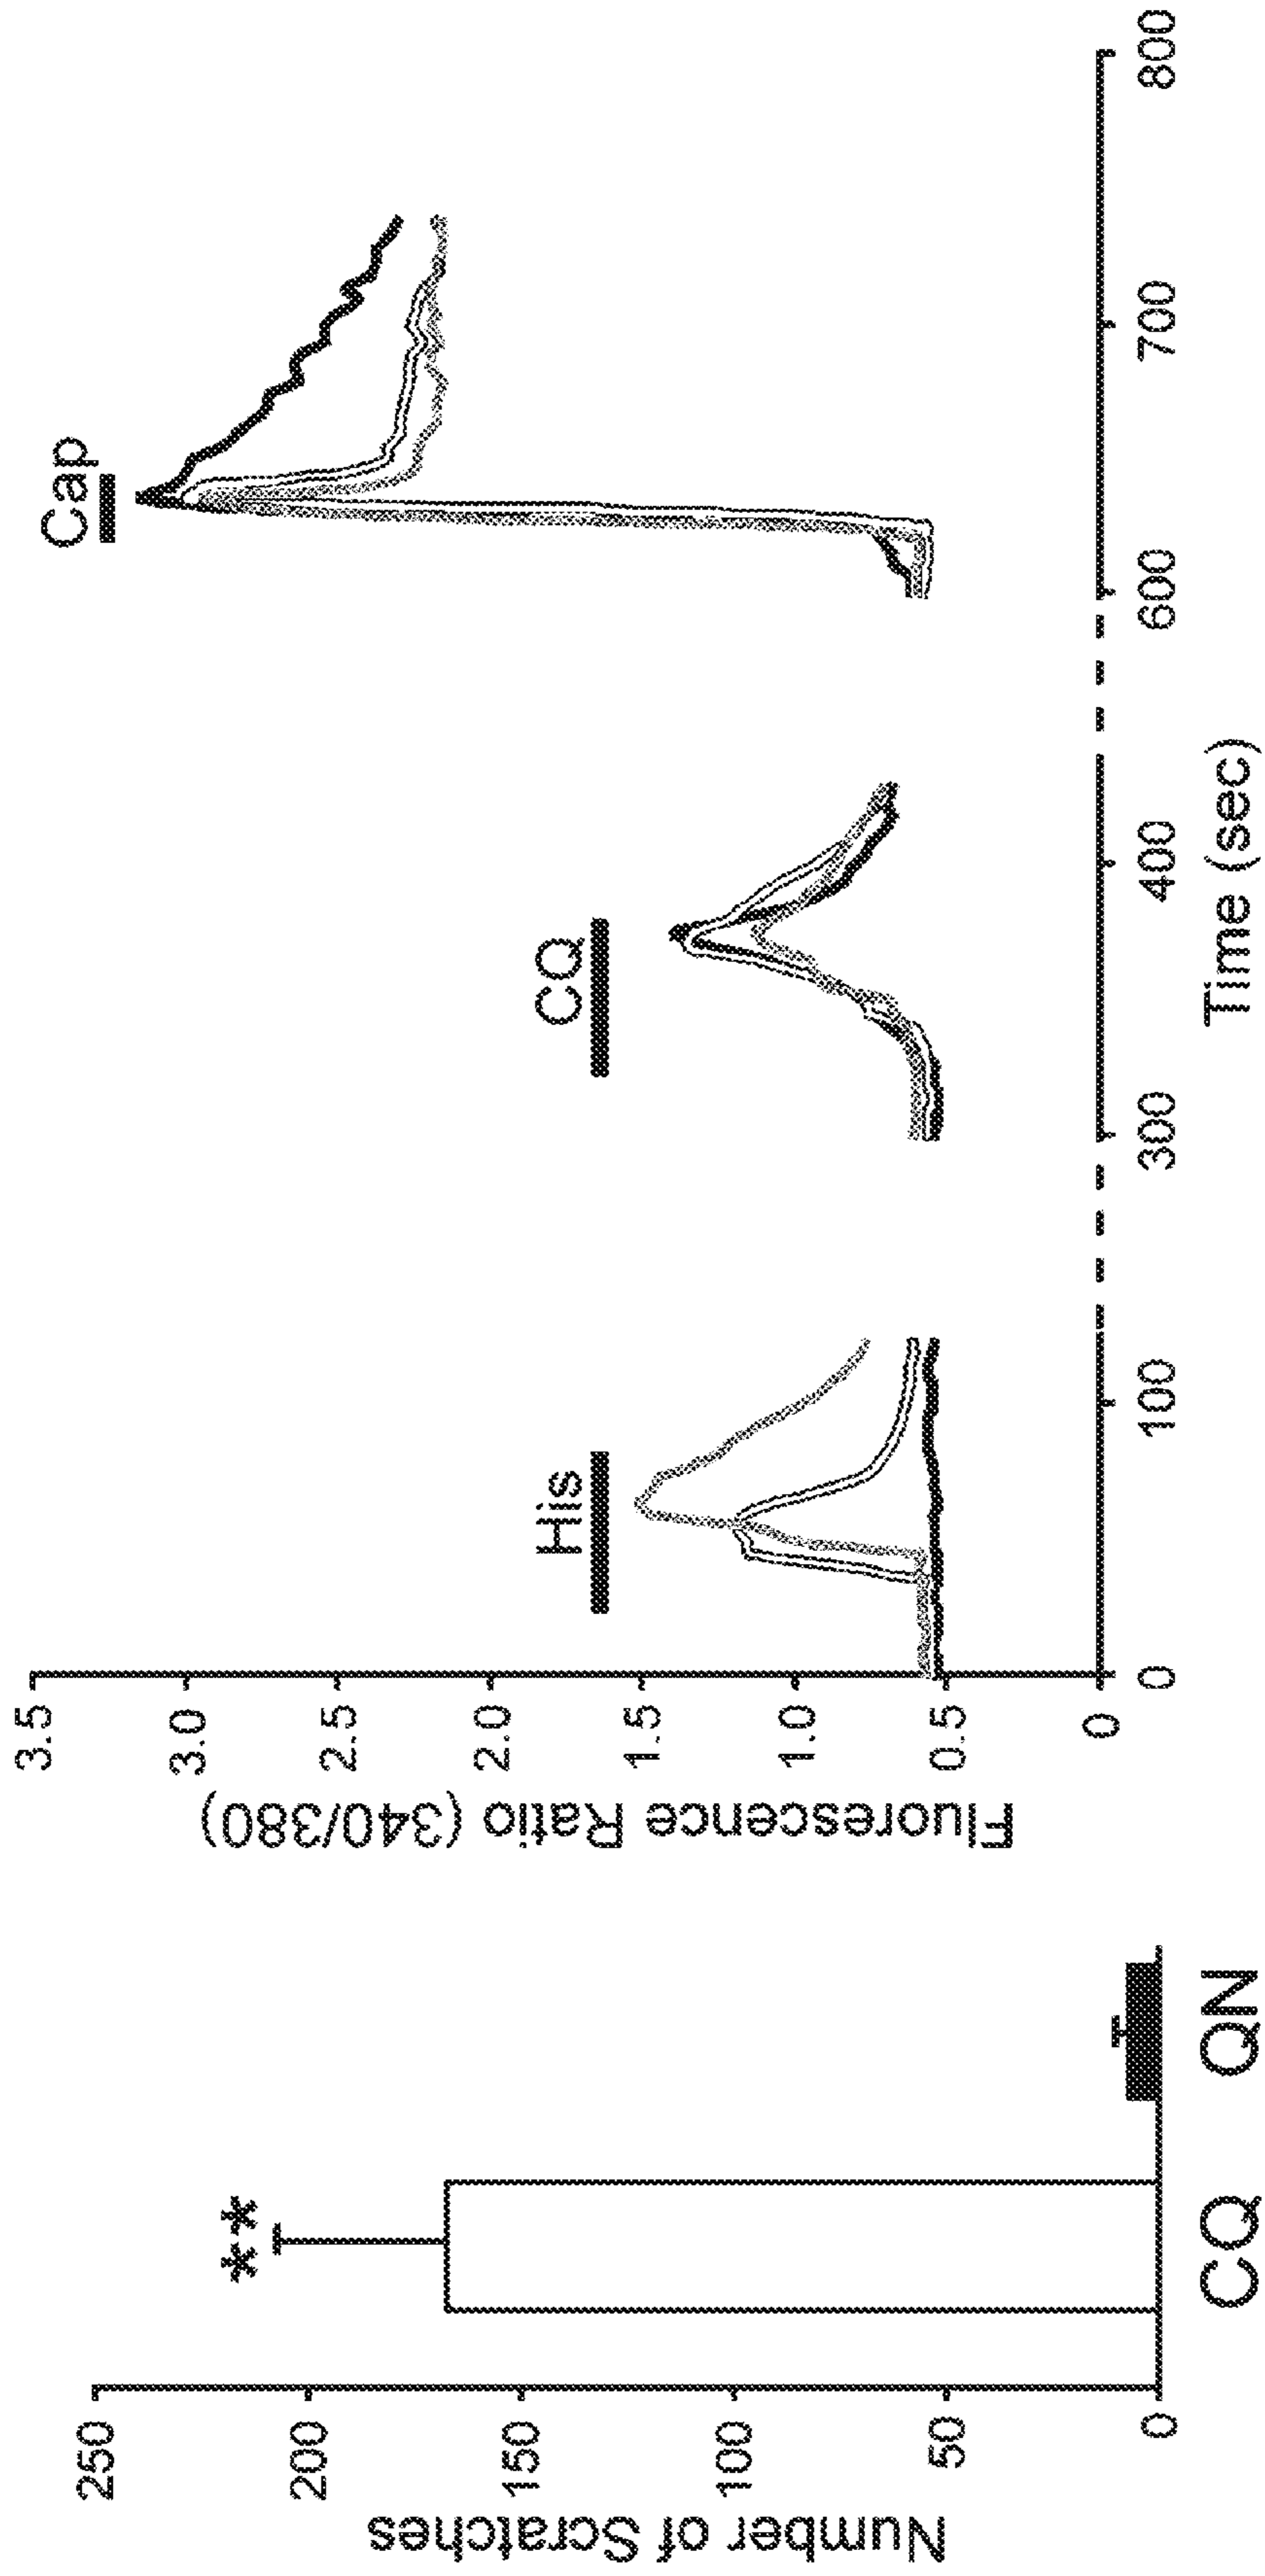 Number of Scratches
250
200
150
100
50
0
**
CQ QN
Fluorescence Ratio (340/380)
3.5
3.0
2.5
2.0
1.5
1.0
0.5
0
His
CQ
Cap
0 100 300 400 600 700 800
Time (sec)